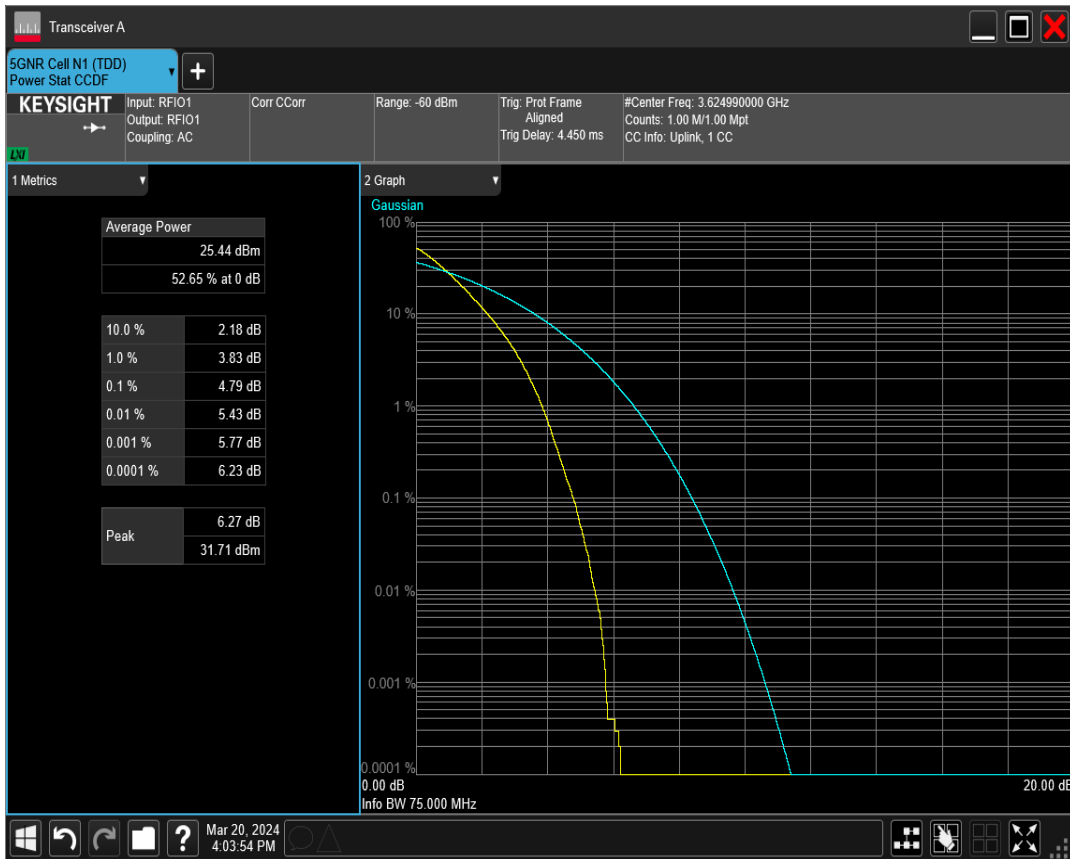 Transceiver A
5GNR Cell N1 (TDD)
Power Stat CCDF
+
KEYSIGHT
LXI
Input: RFIO1
Output: RFIO1
Coupling: AC
Corr CCorr
Range: -60 dBm
Trig: Prot Frame
Aligned
Trig Delay: 4.450 ms
#Center Freq: 3.624990000 GHz
Counts: 1.00 M/1.00 Mpt
CC Info: Uplink, 1 CC
1 Metrics
Average Power
25.44 dBm
52.65 % at 0 dB
10.0 % 2.18 dB
1.0 % 3.83 dB
0.1 % 4.79 dB
0.01 % 5.43 dB
0.001 % 5.77 dB
0.0001 % 6.23 dB
Peak
6.27 dB
31.71 dBm
2 Graph
Gaussian
100 %
10 %
1 %
0.1 %
0.01 %
0.001 %
0.0001 %
0.00 dB
20.00 dB
Info BW 75.000 MHz
?
Mar 20, 2024
4:03:54 PM